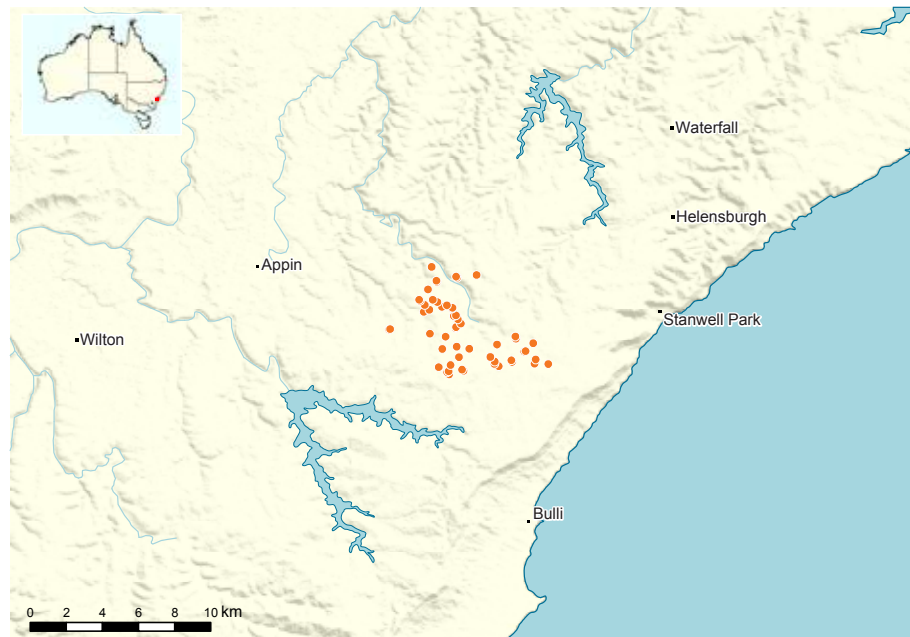 Waterfall
Helensburgh
Appin
Stanwell Park
Wilton
Bulli
0 2 4 6 8 10 km